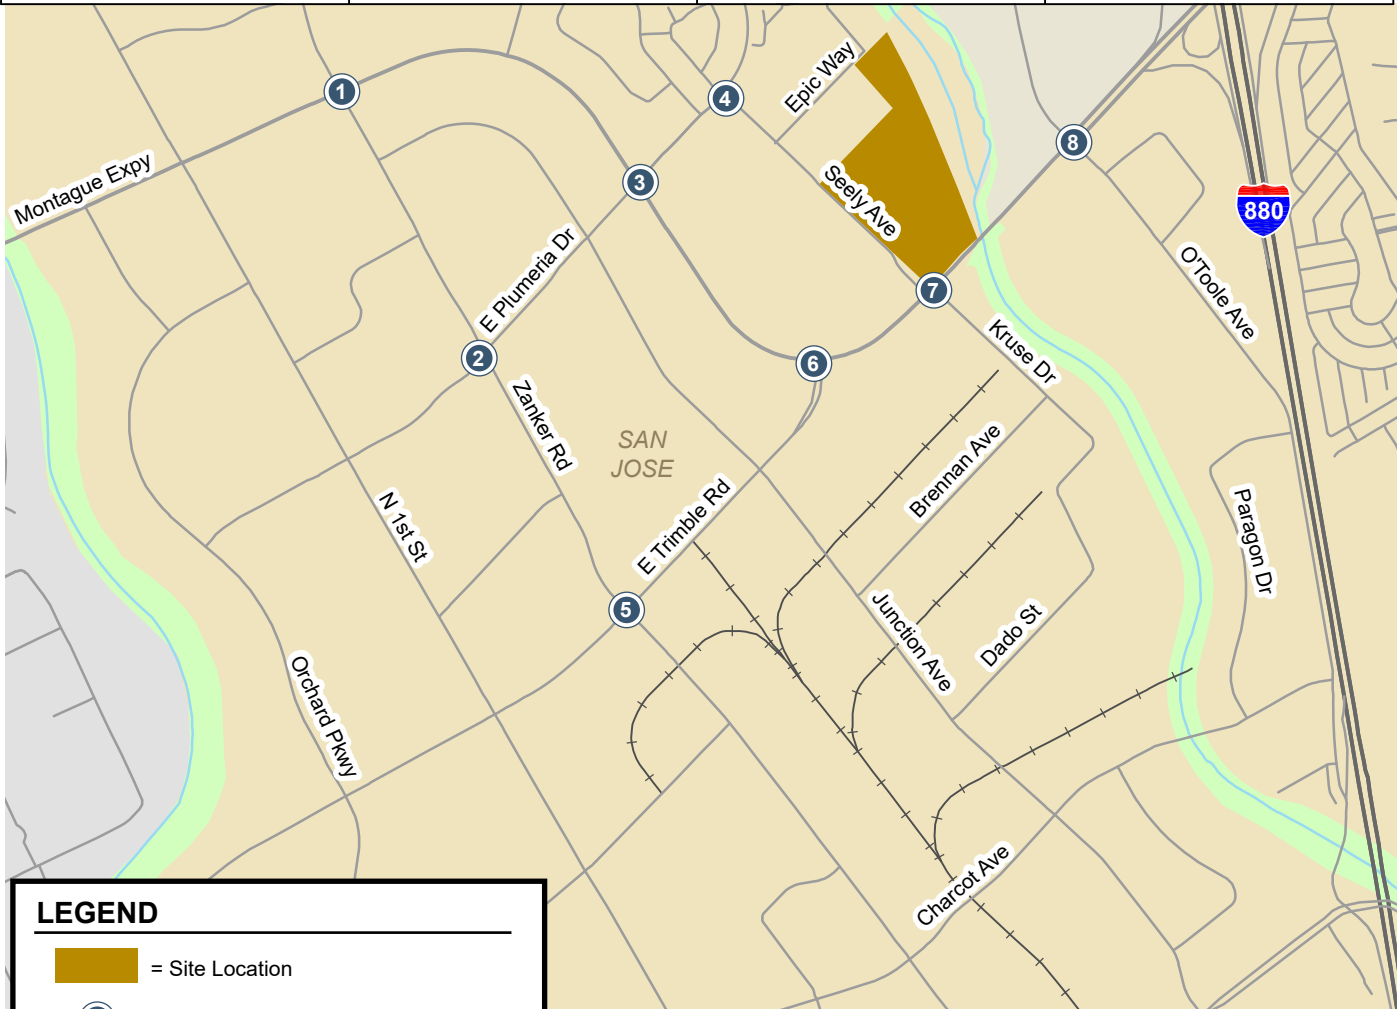 1
4
Epic Way
8
Montague Expy
3
Seely Ave
880
E Plumeria Dr
7
O'Toole Ave
2
6
Kruse Dr
Zanker Rd
SAN
JOSE
Brennan Ave
N 1st St
E Trimble Rd
Paragon Dr
5
Junction Ave
Dado St
Orchard Pkwy
Charcot Ave
LEGEND
= Site Location